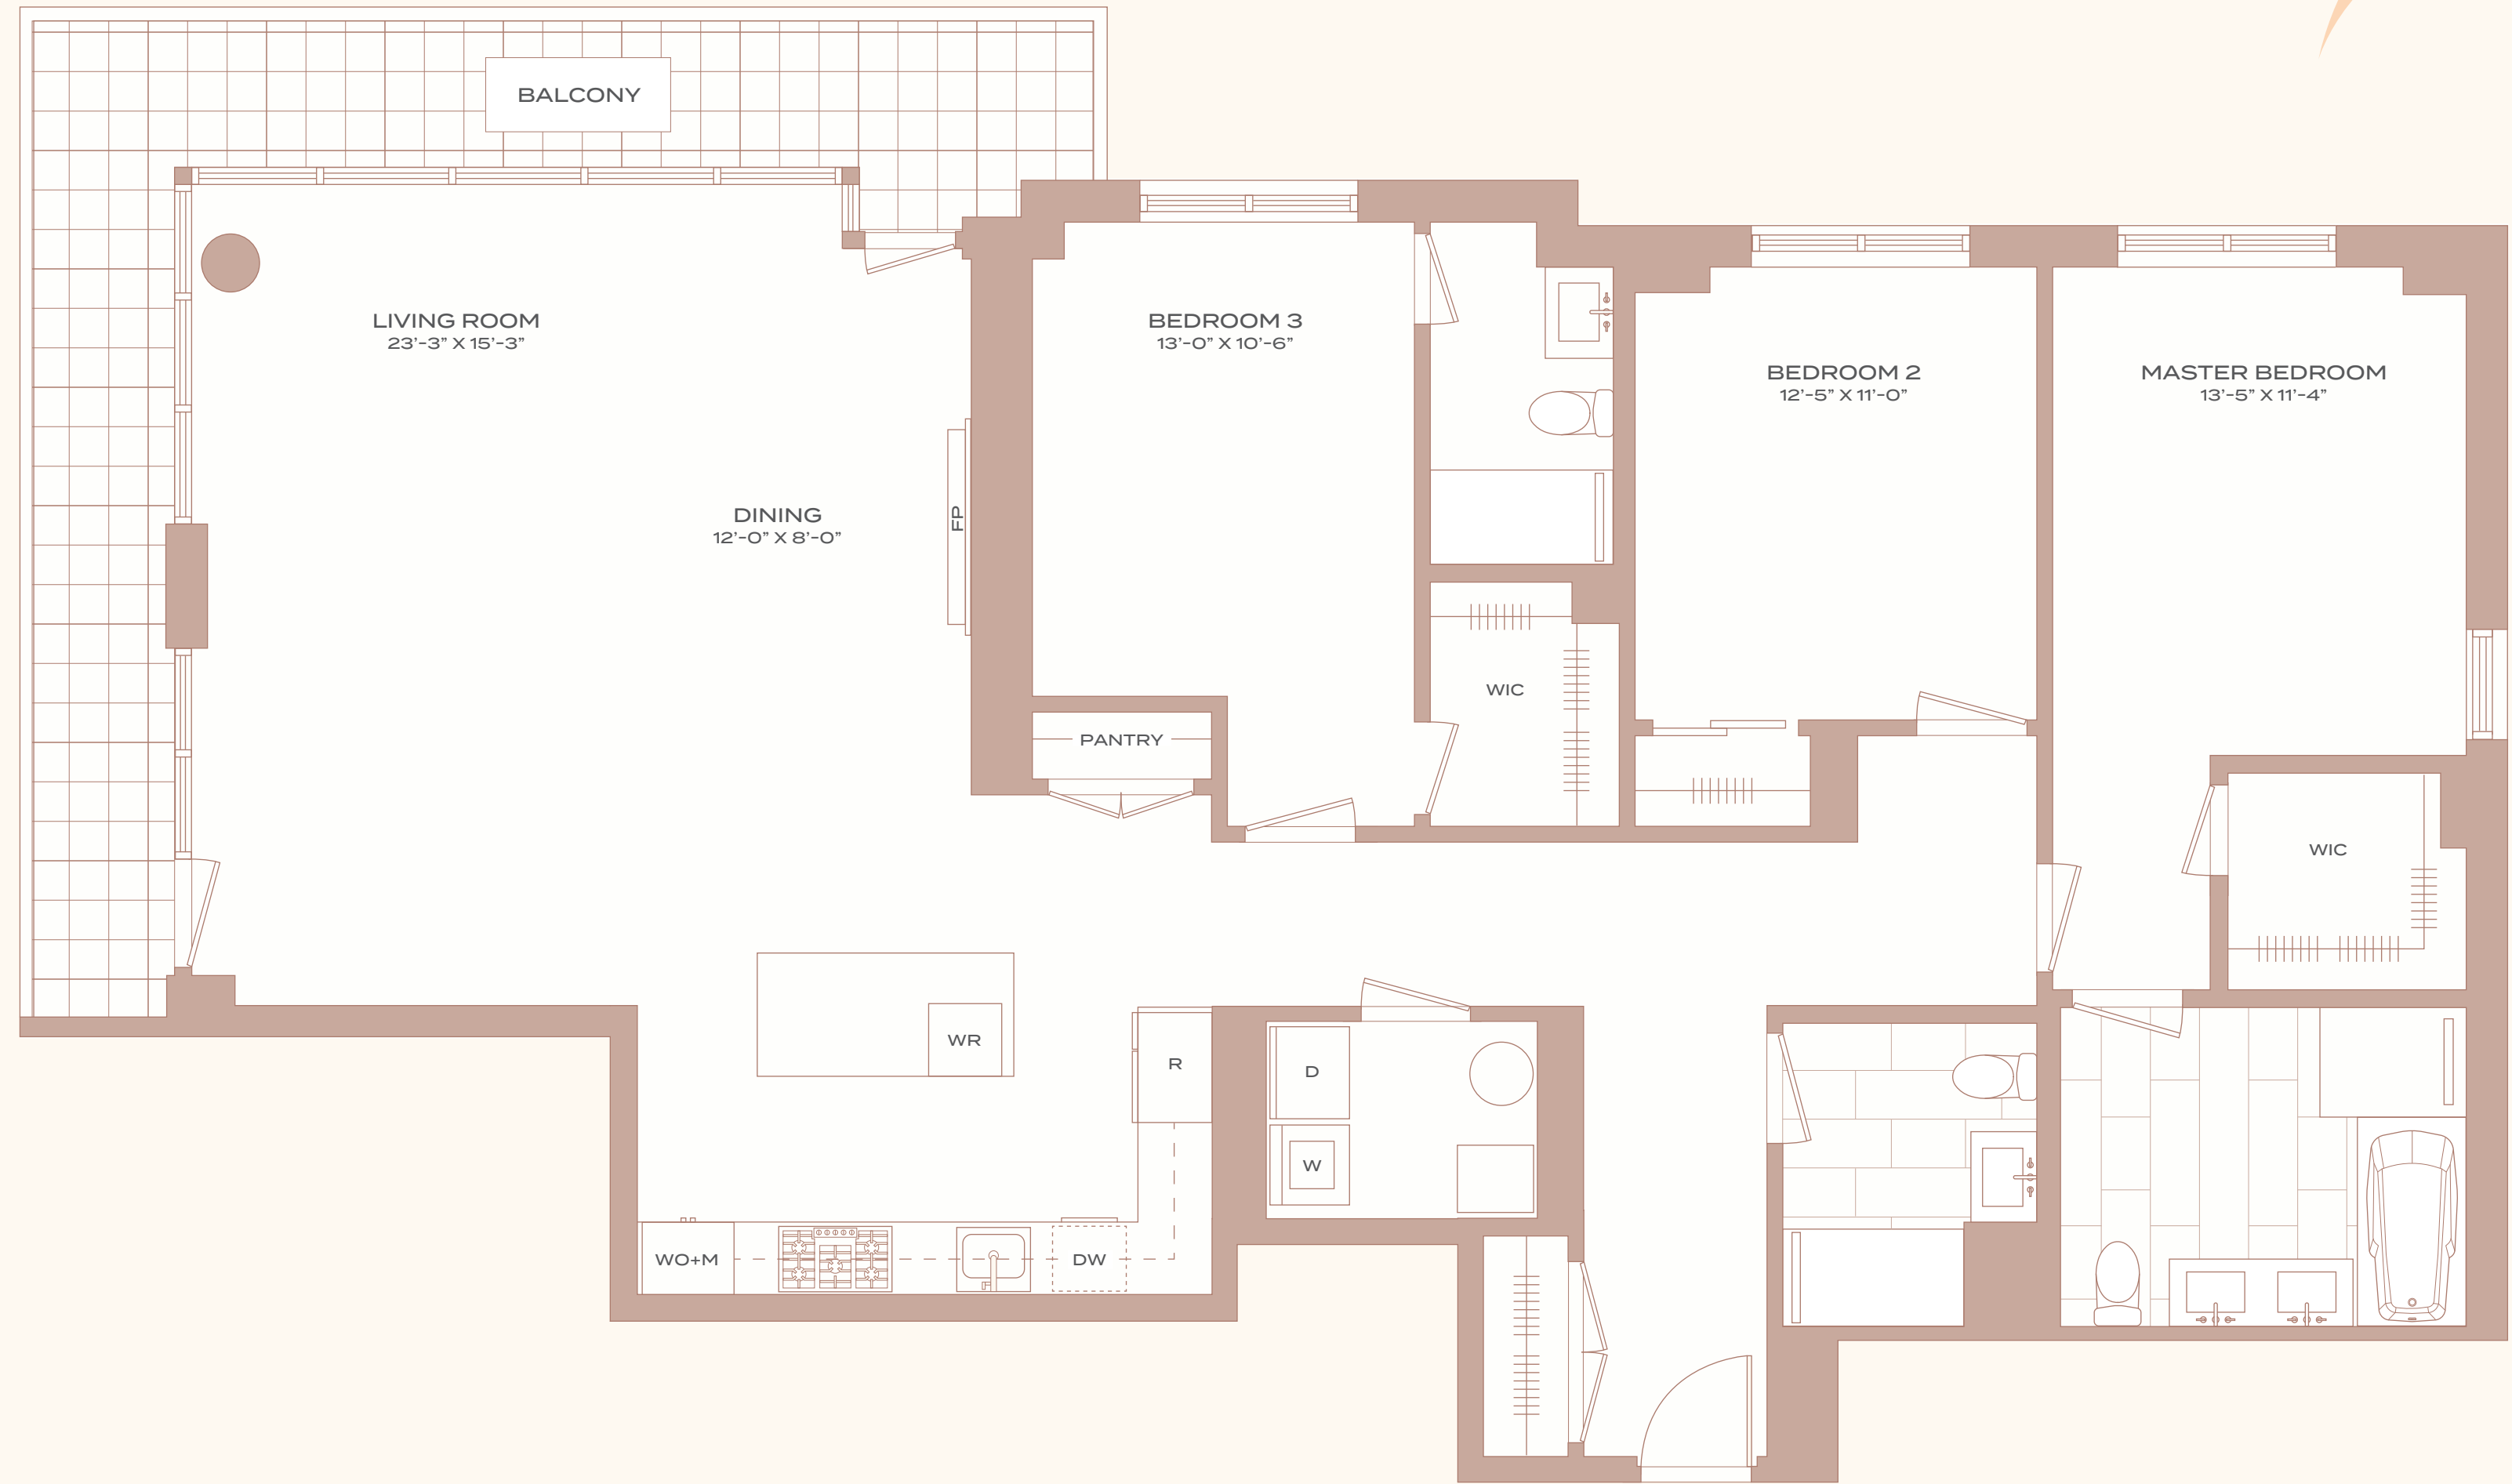 BALCONY
LIVING ROOM
23’-3” X 15’-3”
BEDROOM 3
13’-0” X 10’-6”
BEDROOM 2
12’-5” X 11’-0”
MASTER BEDROOM
13’-5” X 11’-4”
DINING
12’-0” X 8’-0”
FP
WIC
PANTRY
WIC
WR
R
D
W
WO+M
DW